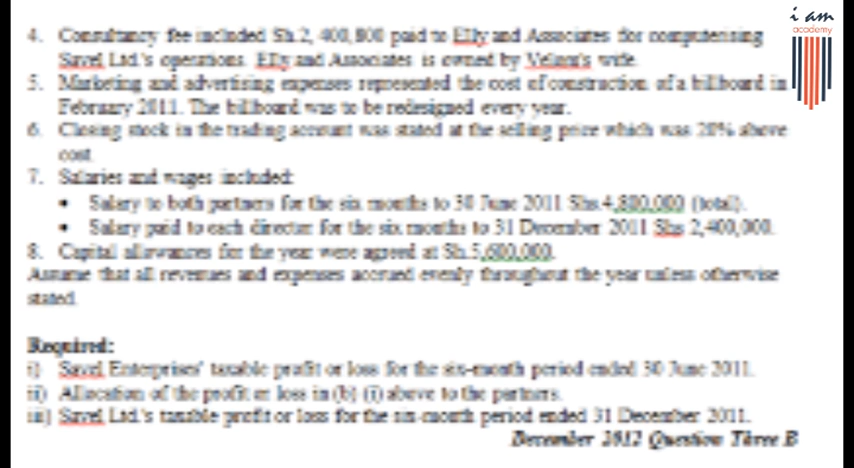 i am
academy
4. Consultancy fee included Sh.2, 400,800 paid to Elly and Associates for computerising
Savel Ltd.'s operations. Elly and Associates is owned by wife.
5. Marketing and advertising expenses represented the cost of construction of a billboard in
February 2011. The billboard was to be redesigned every year.
6. Closing stock in the trading account was stated at the selling price which was 20% above
cost.
7. Salaries and wages included:
• Salary to both partners for the six months to 30 June 2011 Shs.4,800,000 (total).
• Salary paid to each director for the six months to 31 December 2011 Shs 2,400,000.
8. Capital allowances for the year were agreed at Sh.5,600,000.
Assume that all revenues and expenses accrued evenly throughout the year unless otherwise
stated.
Required:
i) Savel Enterprises' taxable profit or loss for the six-month period ended 30 June 2011.
ii) Allocation of the profit or loss in (b) (i) above to the partners.
iii) Savel Ltd.'s taxable profit or loss for the six-month period ended 31 December 2011.
December 2012 Question Three B